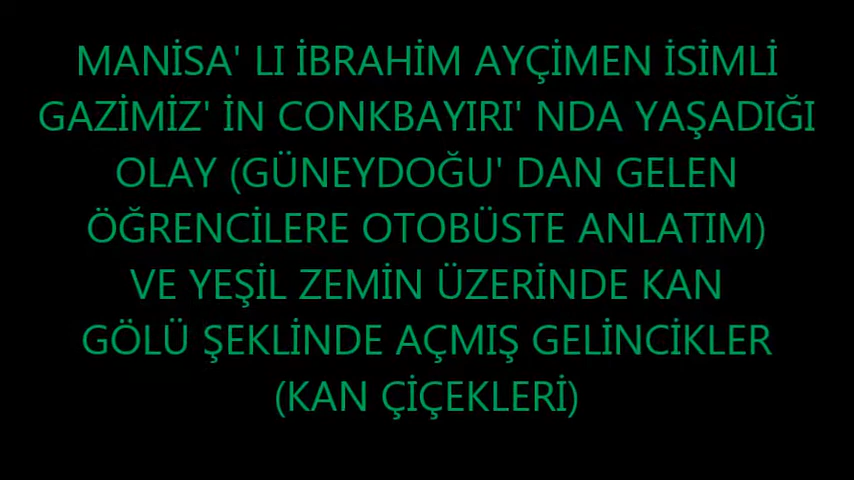 MANİSA' LI İBRAHİM AYÇİMEN İSİMLİ
GAZİMİZ' İN CONKBAYIRI' NDA YAŞADIĞI
OLAY (GÜNEYDOĞU' DAN GELEN
ÖĞRENCİLERE OTOBÜSTE ANLATIM)
VE YEŞİL ZEMİN ÜZERİNDE KAN
GÖLÜ ŞEKLİNDE AÇMIŞ GELİNCİKLER
(KAN ÇİÇEKLERİ)